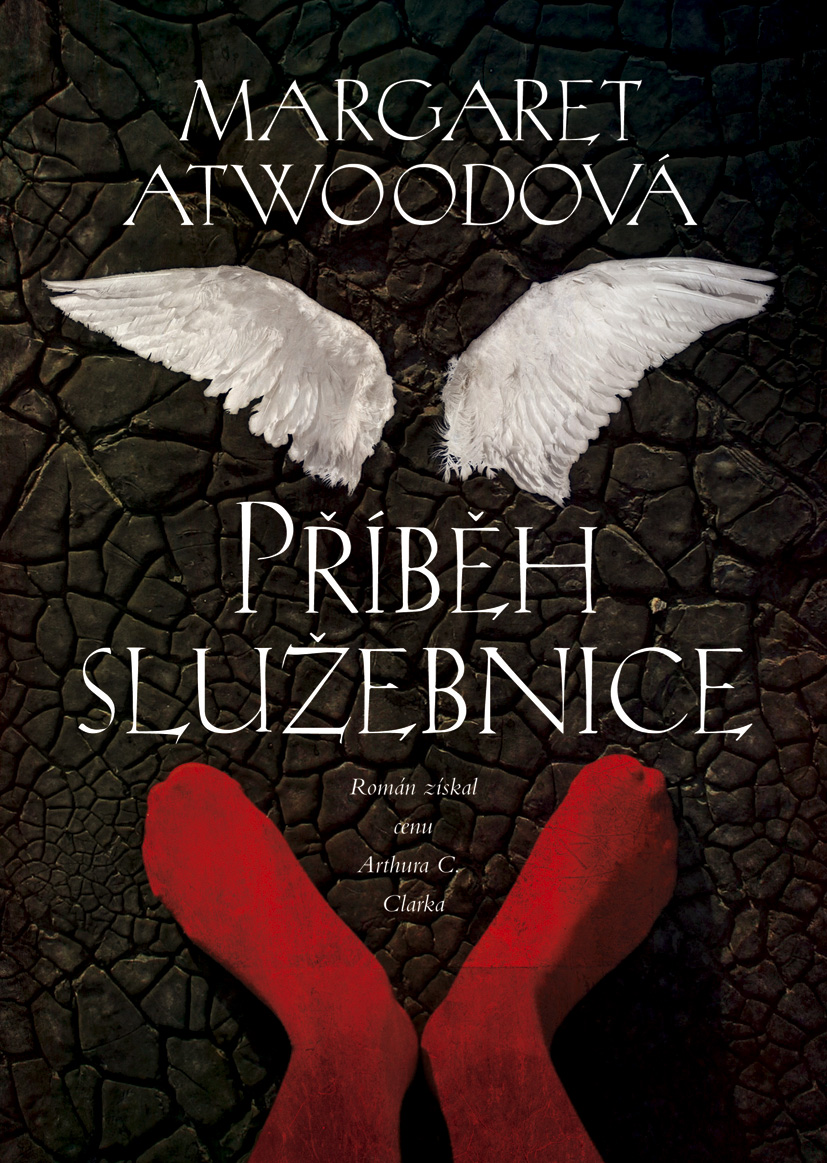 MARGARET
ATWOODOVÁ
PŘÍBĚH
SLUŽEBNICE
Román získal
cenu
Arthura C.
Clarka